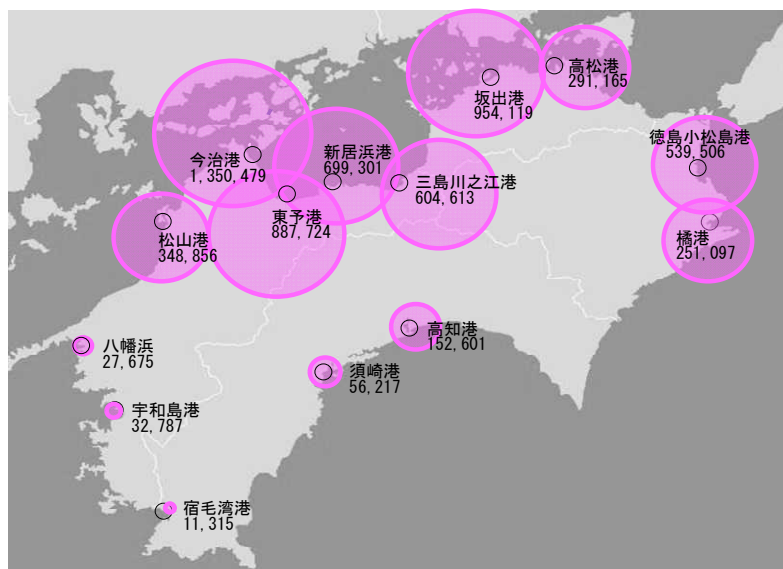 高松港
291,165
坂出港
954,119
徳島小松島港
539,506
今治港
1,350,479
新居浜港
699,301
三島川之江港
604,613
東予港
887,724
松山港
348,856
橘港
251,097
高知港
152,601
八幡浜
27,675
須崎港
56,217
宇和島港
32,787
宿毛湾港
11,315